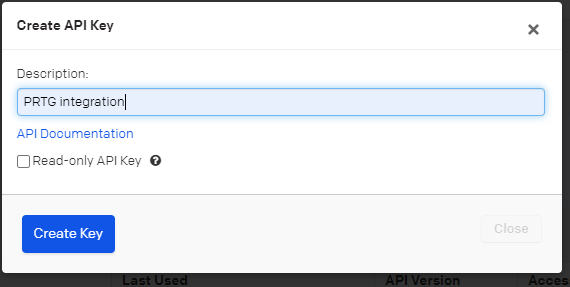 Create API Key
×
Description:
PRTG integration
API Documentation
Read-only API Key ?
Create Key
Close
Last Used API Version Acces